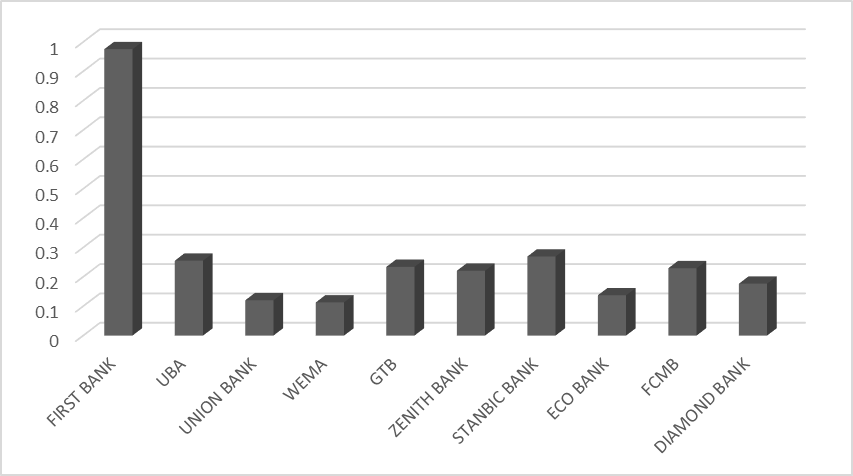 1
0.9
0.8
0.7
0.6
0.5
0.4
0.3
0.2
0.1
0
FIRST BANK
UBA
UNION BANK
WEMA
GTB
ZENITH BANK
STANBIC BANK
ECO BANK
FCMB
DIAMOND BANK